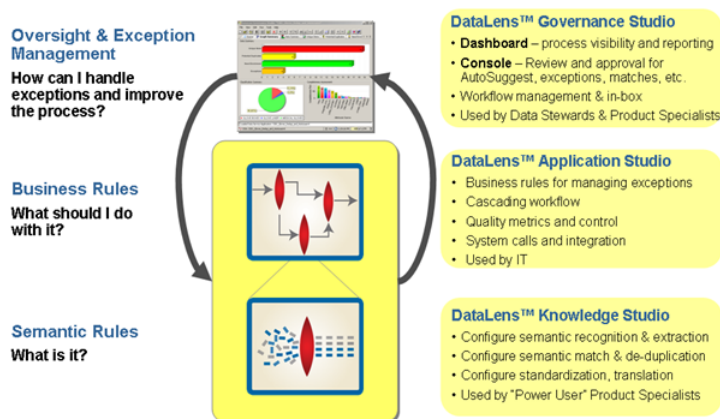 Oversight & Exception
Management
How can I handle
exceptions and improve
the process?
DataLens™ Governance Studio
• Dashboard – process visibility and reporting
• Console – Review and approval for
AutoSuggest, exceptions, matches, etc.
• Workflow management & in-box
• Used by Data Stewards & Product Specialists
Business Rules
What should I do
with it?
DataLens™ Application Studio
• Business rules for managing exceptions
• Cascading workflow
• Quality metrics and control
• System calls and integration
• Used by IT
Semantic Rules
What is it?
DataLens™ Knowledge Studio
• Configure semantic recognition & extraction
• Configure semantic match & de-duplication
• Configure standardization, translation
• Used by "Power User" Product Specialists